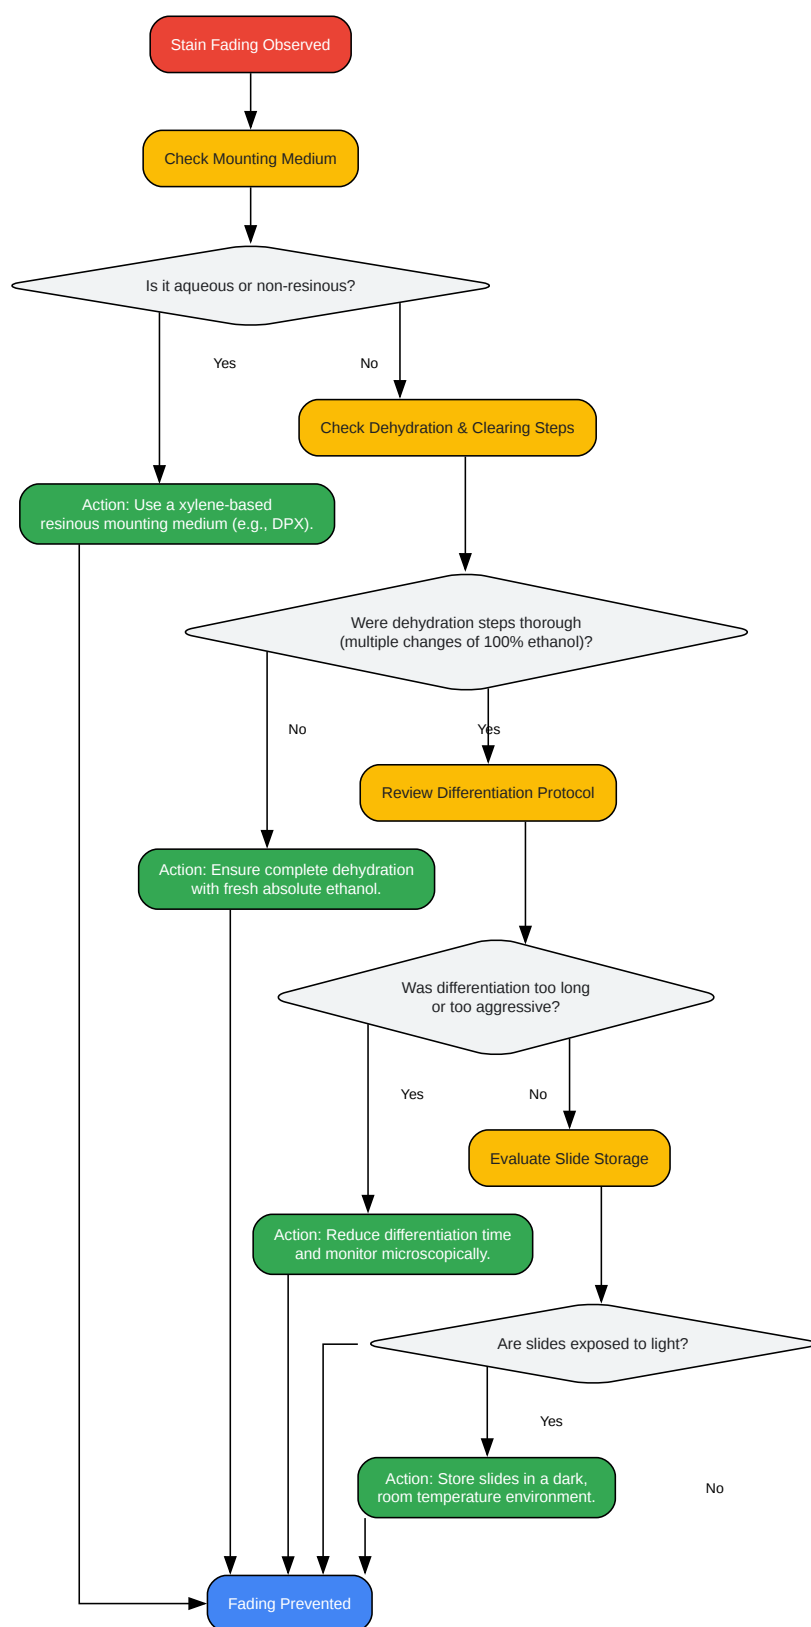 Stain Fading Observed
Check Mounting Medium
Is it aqueous or non-resinous?
Yes
No
Check Dehydration & Clearing Steps
Action: Use a xylene-based
resinous mounting medium (e.g., DPX).
Were dehydration steps thorough
(multiple changes of 100% ethanol)?
No
Yes
Review Differentiation Protocol
Action: Ensure complete dehydration
with fresh absolute ethanol.
Was differentiation too long
or too aggressive?
Yes
No
Evaluate Slide Storage
Action: Reduce differentiation time
and monitor microscopically.
Are slides exposed to light?
Yes
Action: Store slides in a dark,
room temperature environment.
No
Fading Prevented